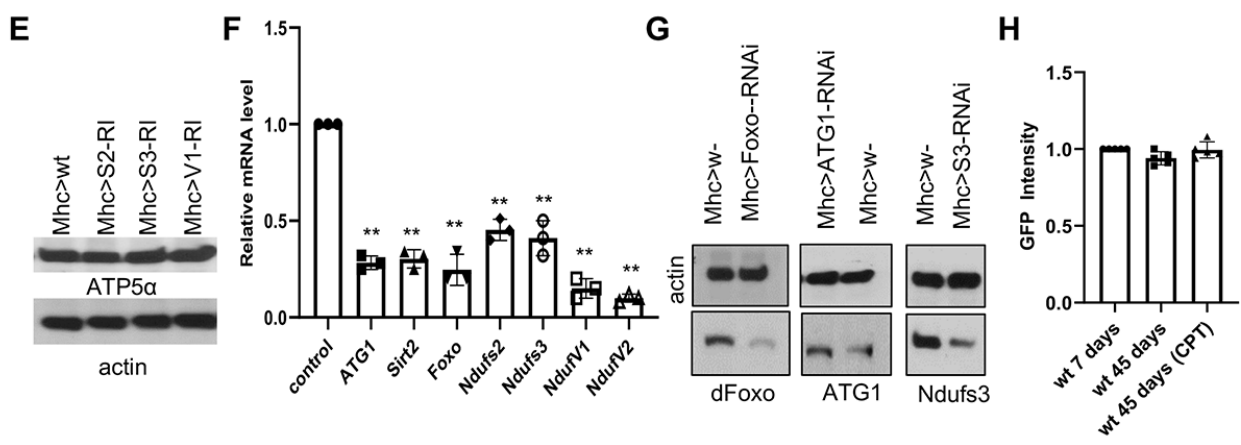 E
Mhc>wt
Mhc>S2-RI
Mhc>S3-RI
Mhc>V1-RI
ATP5α
actin
F
Relative mRNA level
1.5
1.0
0.5
0.0
**
**
**
**
**
**
**
control
ATG1
Sirt2
Foxo
Ndufs2
Ndufs3
NdufV1
NdufV2
G
Mhc>w-
Mhc>Foxo--RNAi
Mhc>ATG1-RNAi
Mhc>w-
Mhc>w-
Mhc>S3-RNAi
actin
dFoxo
ATG1
Ndufs3
H
GFP Intensity
1.5
1.0
0.5
0.0
wt 7 days
wt 45 days
wt 45 days (CPT)